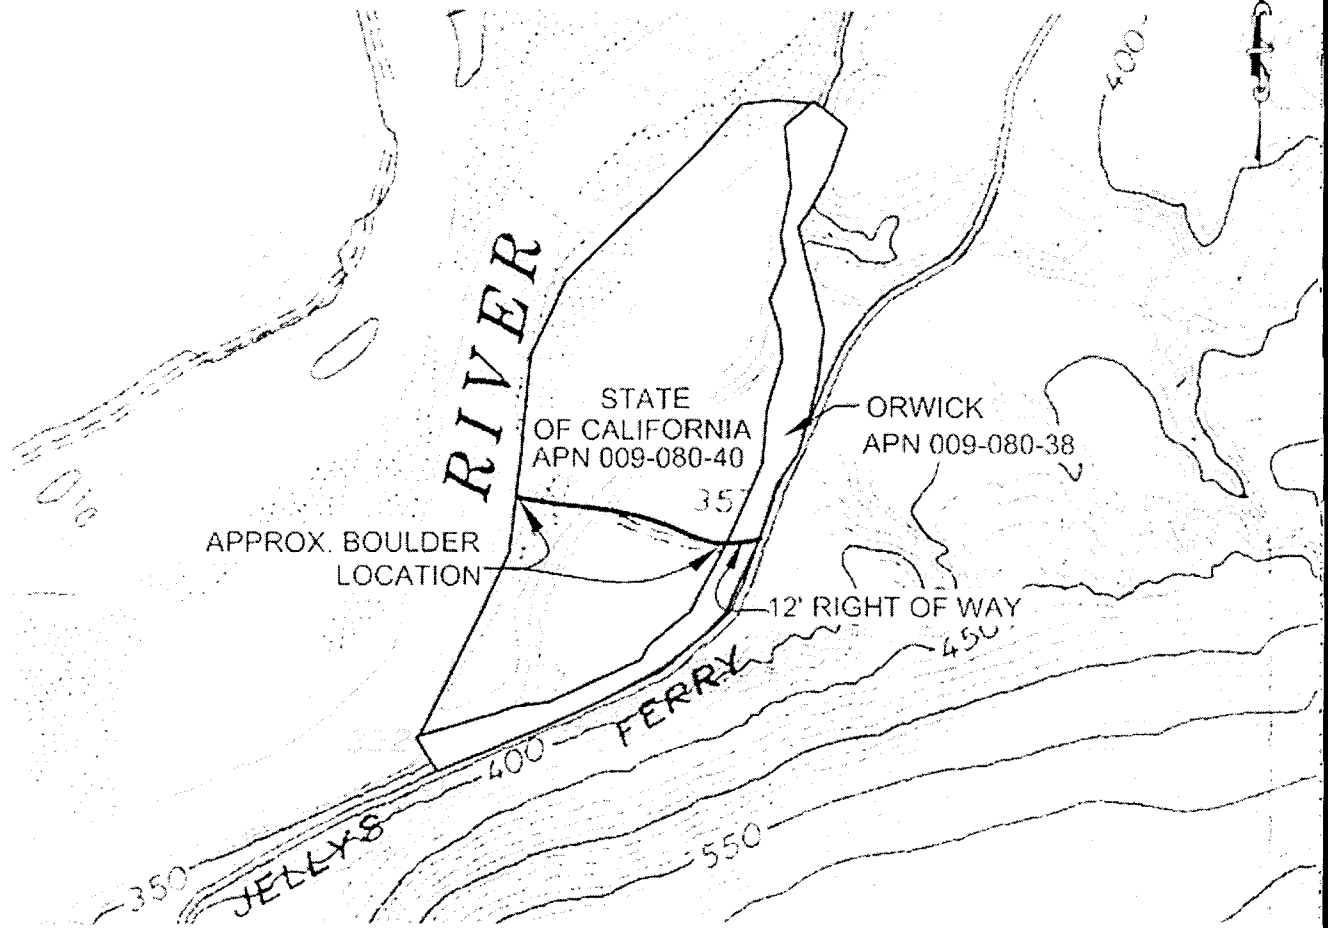 400
RIVER
STATE
OF CALIFORNIA
APN 009-080-40
ORWICK
APN 009-080-38
APPROX. BOULDER
LOCATION
12' RIGHT OF WAY
450
JELLYS FERRY
400
350
550